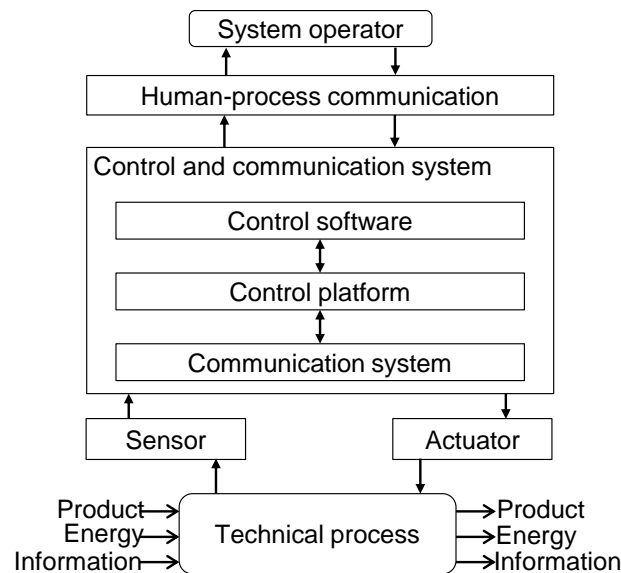 System operator
Human-process communication
Control and communication system
Control software
Control platform
Communication system
Sensor
Actuator
Product
Energy
Information
Technical process
Product
Energy
Information